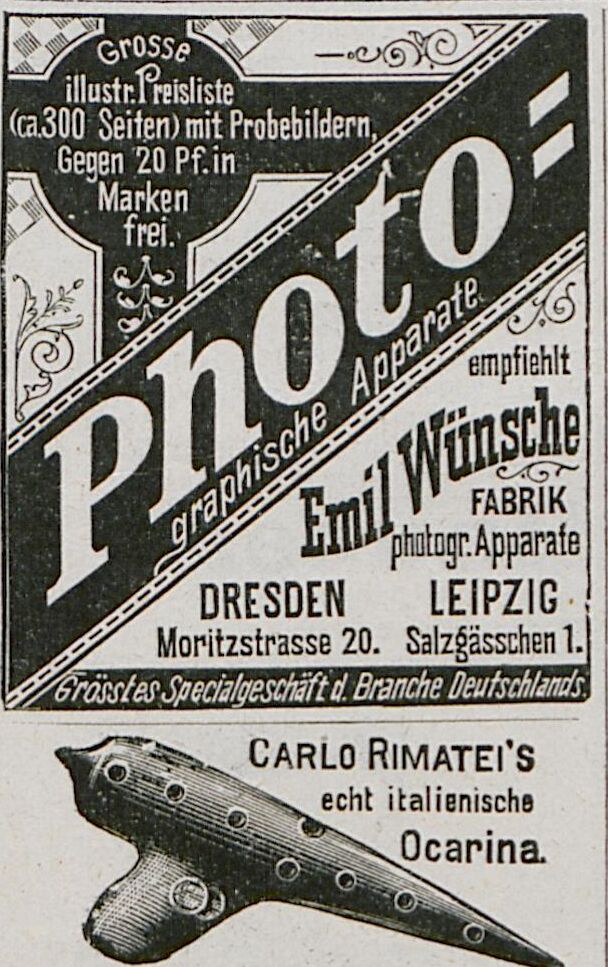 Grosse
illustr. Preisliste
(ca.300 Seiten) mit Probebildern,
Gegen 20 Pf. in
Marken
frei.
Photo=
graphische Apparate
empfiehlt
Emil Wünsche
FABRIK
photogr. Apparate
DRESDEN LEIPZIG
Moritzstrasse 20. Salzgässchen 1.
Grösstes Specialgeschäft d. Branche Deutschlands.
CARLO RIMATEI'S
echt italienische
Ocarina.